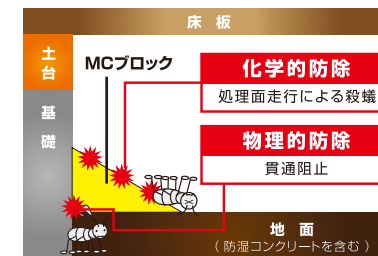 床板
土台
MCブロック
化学的防除
処理面走行による殺蟻
基礎
物理的防除
貫通阻止
地面
(防湿コンクリートを含む)